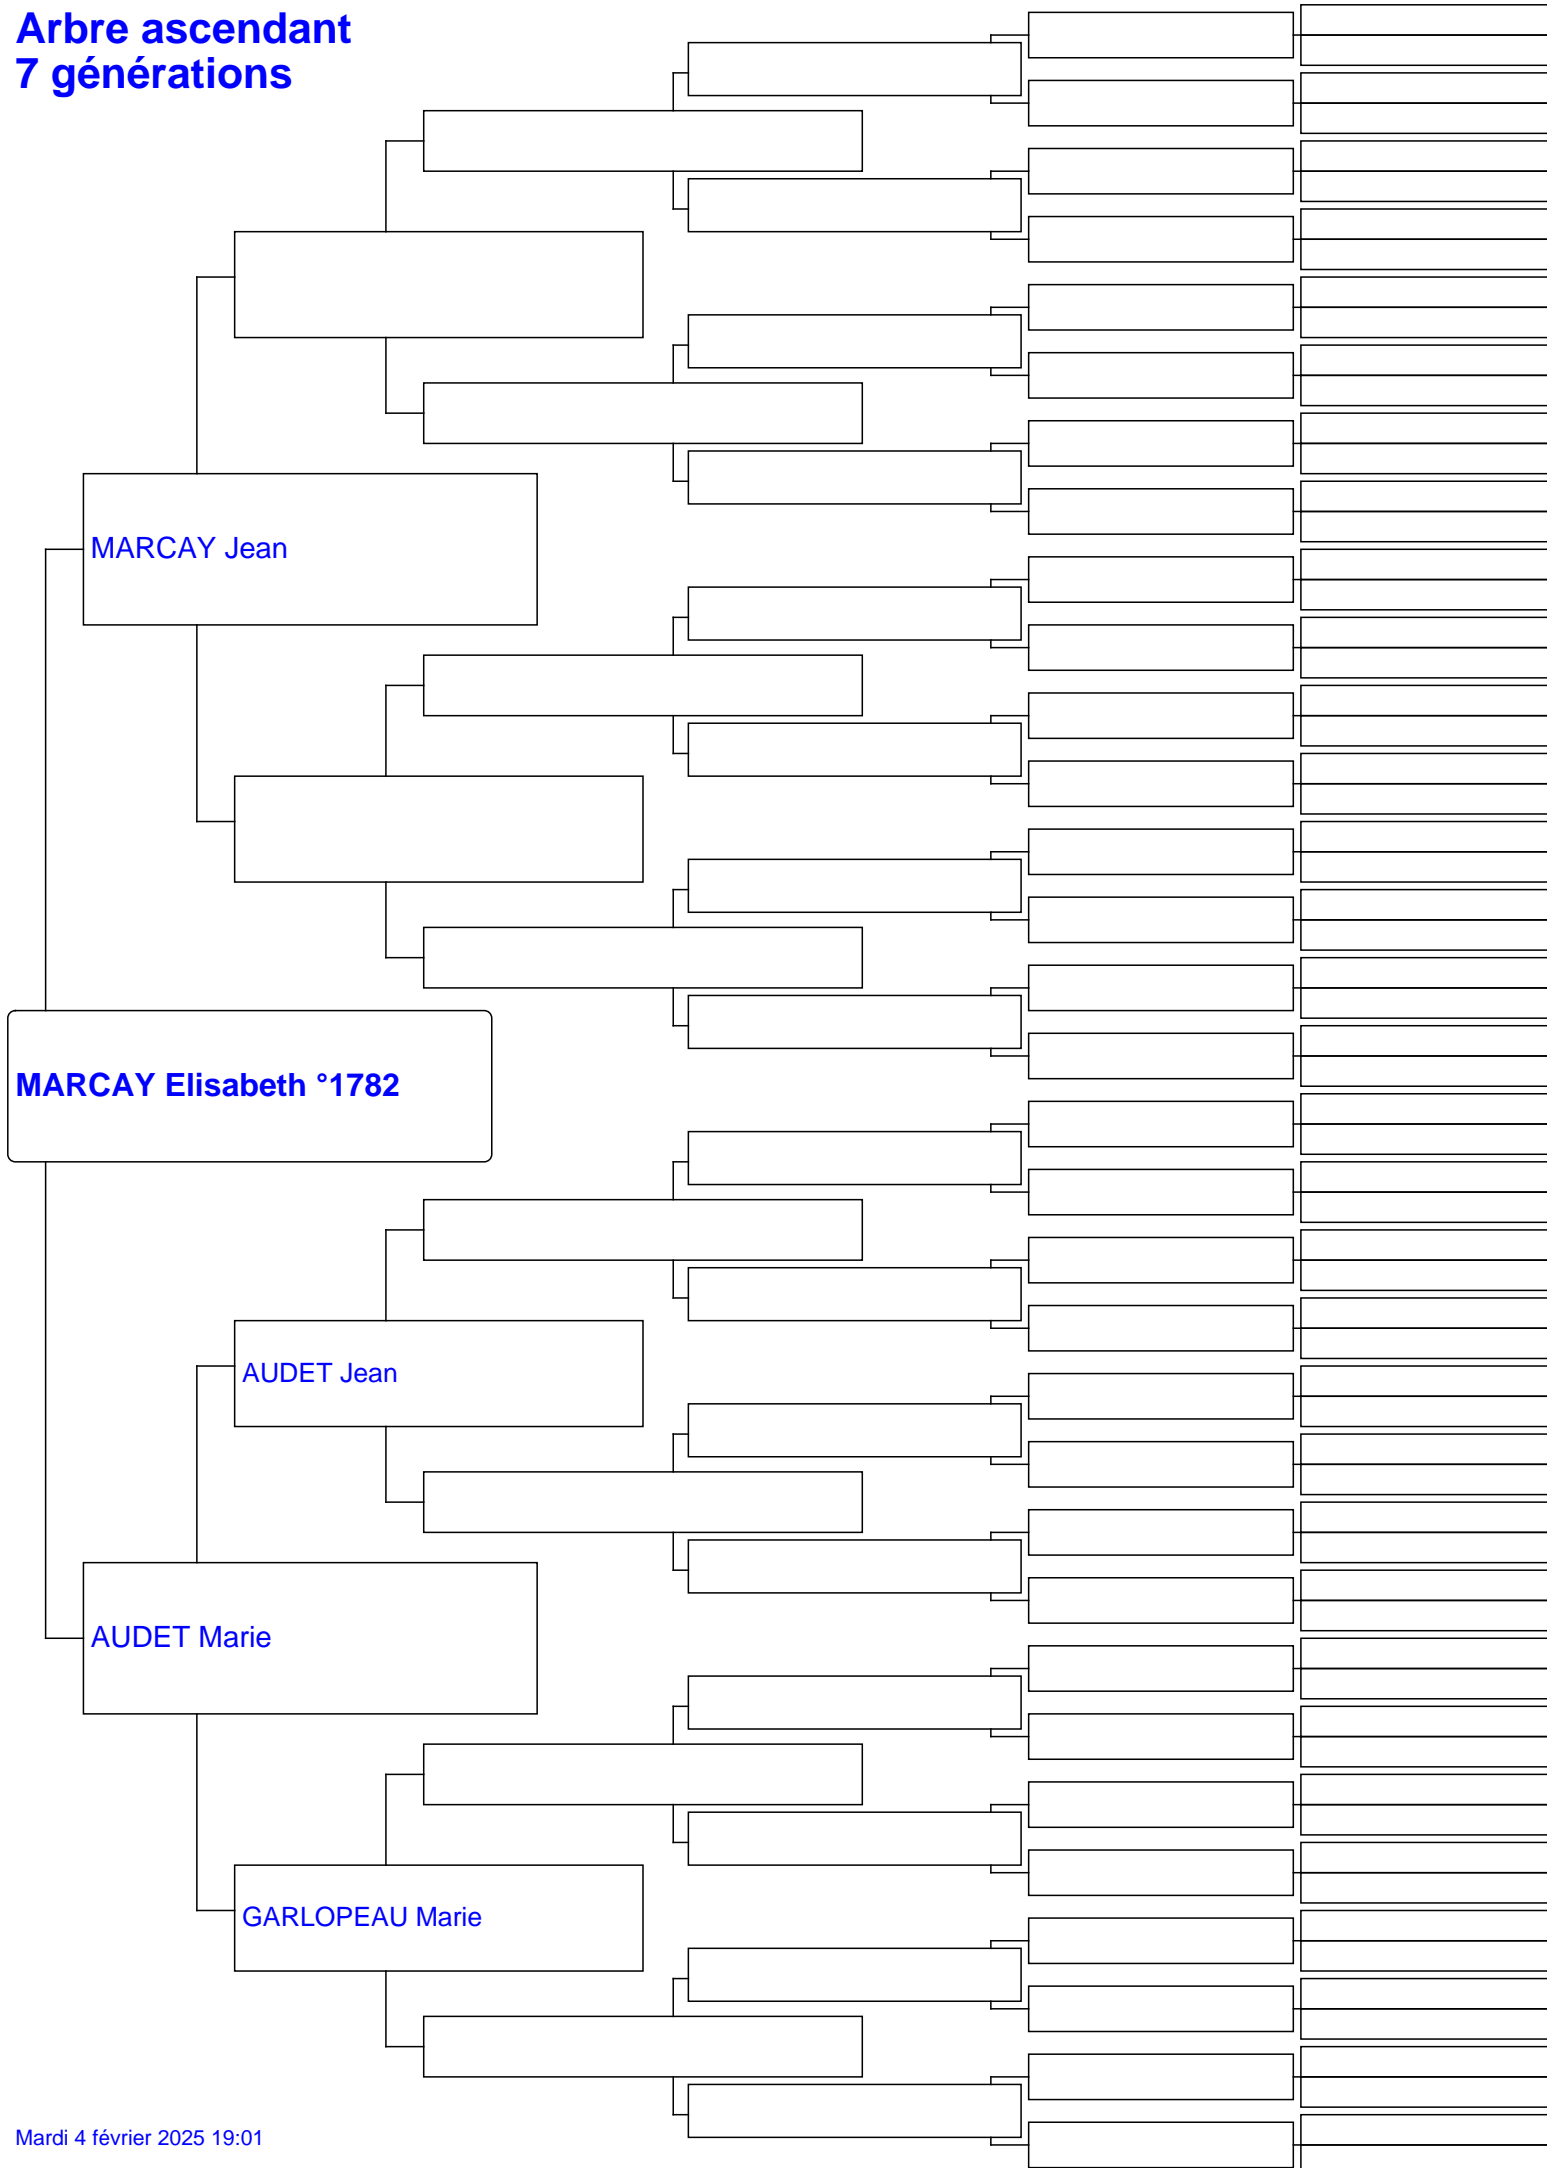 Arbre ascendant
7 générations
MARCAY Jean
MARCAY Elisabeth °1782
AUDET Jean
AUDET Marie
GARLOPEAU Marie
Mardi 4 février 2025 19:01